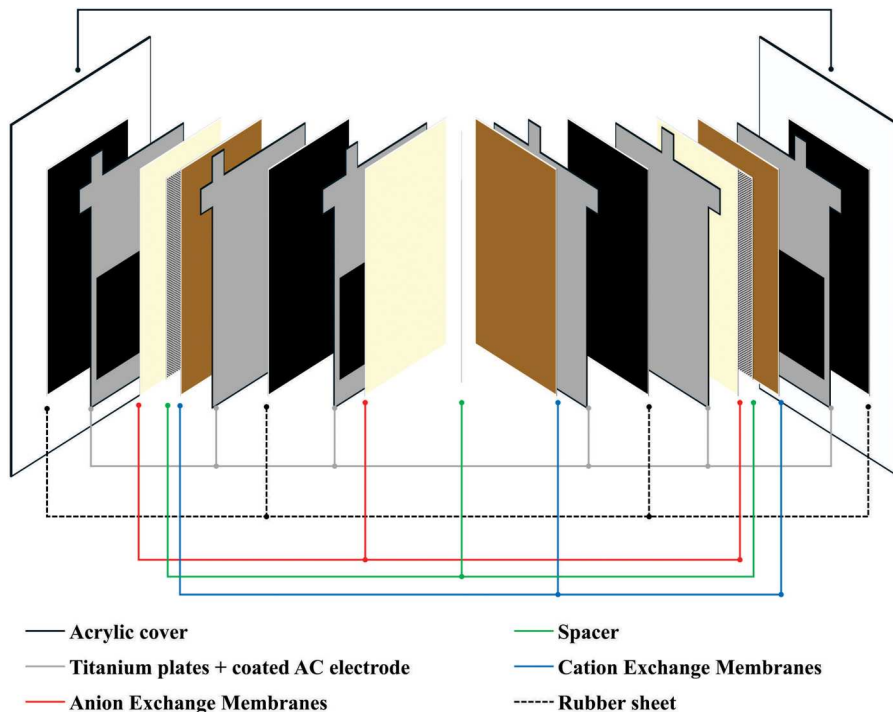 Acrylic cover
Spacer
Titanium plates + coated AC electrode
Cation Exchange Membranes
Anion Exchange Membranes
Rubber sheet